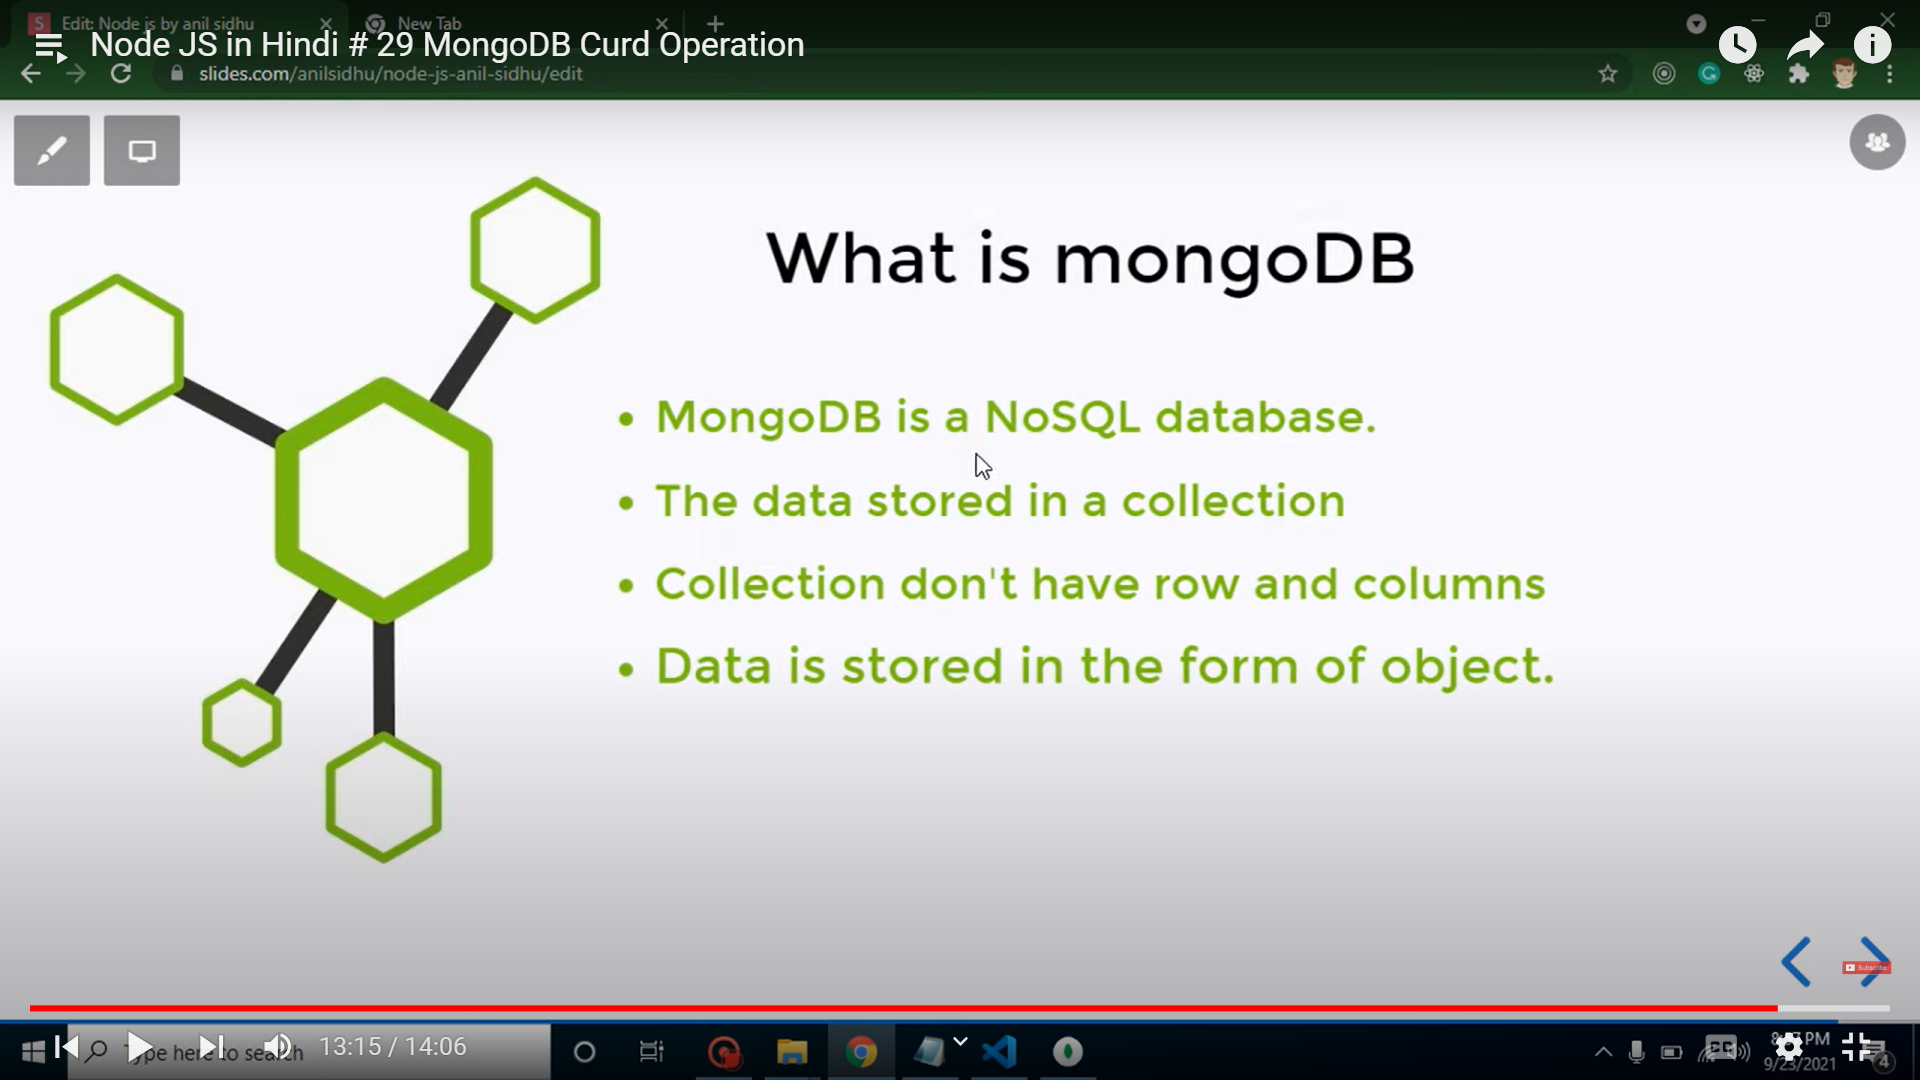 Edit: Node js by anil sidhu
New Tab
Node JS in Hindi # 29 MongoDB Curd Operation
slides.com/anilsidhu/node-js-anil-sidhu/edit
What is mongoDB
• MongoDB is a NoSQL database.
• The data stored in a collection
• Collection don't have row and columns
• Data is stored in the form of object.
Subscribe
Type here to search
13:15 / 14:06
PM
9/23/2021
4